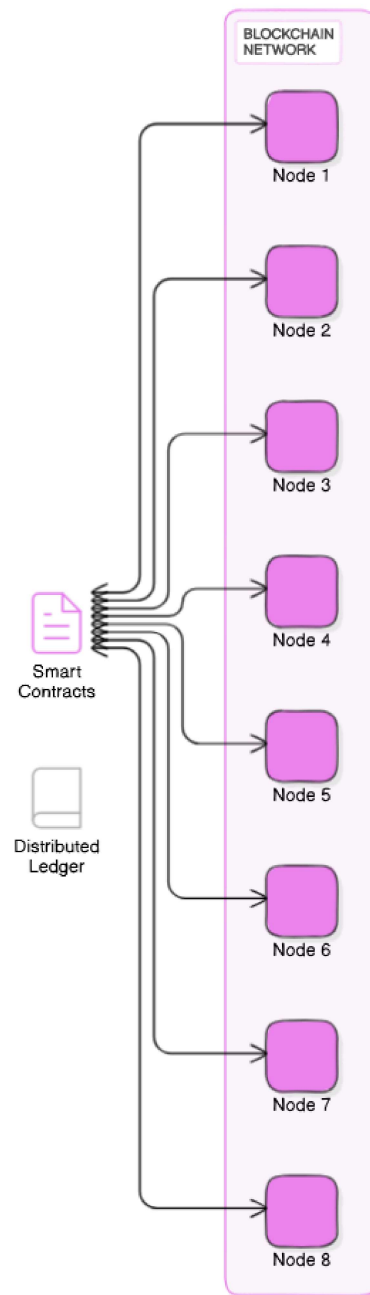 BLOCKCHAIN
NETWORK
Node 1
Node 2
Node 3
Node 4
Smart
Contracts
Node 5
Distributed
Ledger
Node 6
Node 7
Node 8